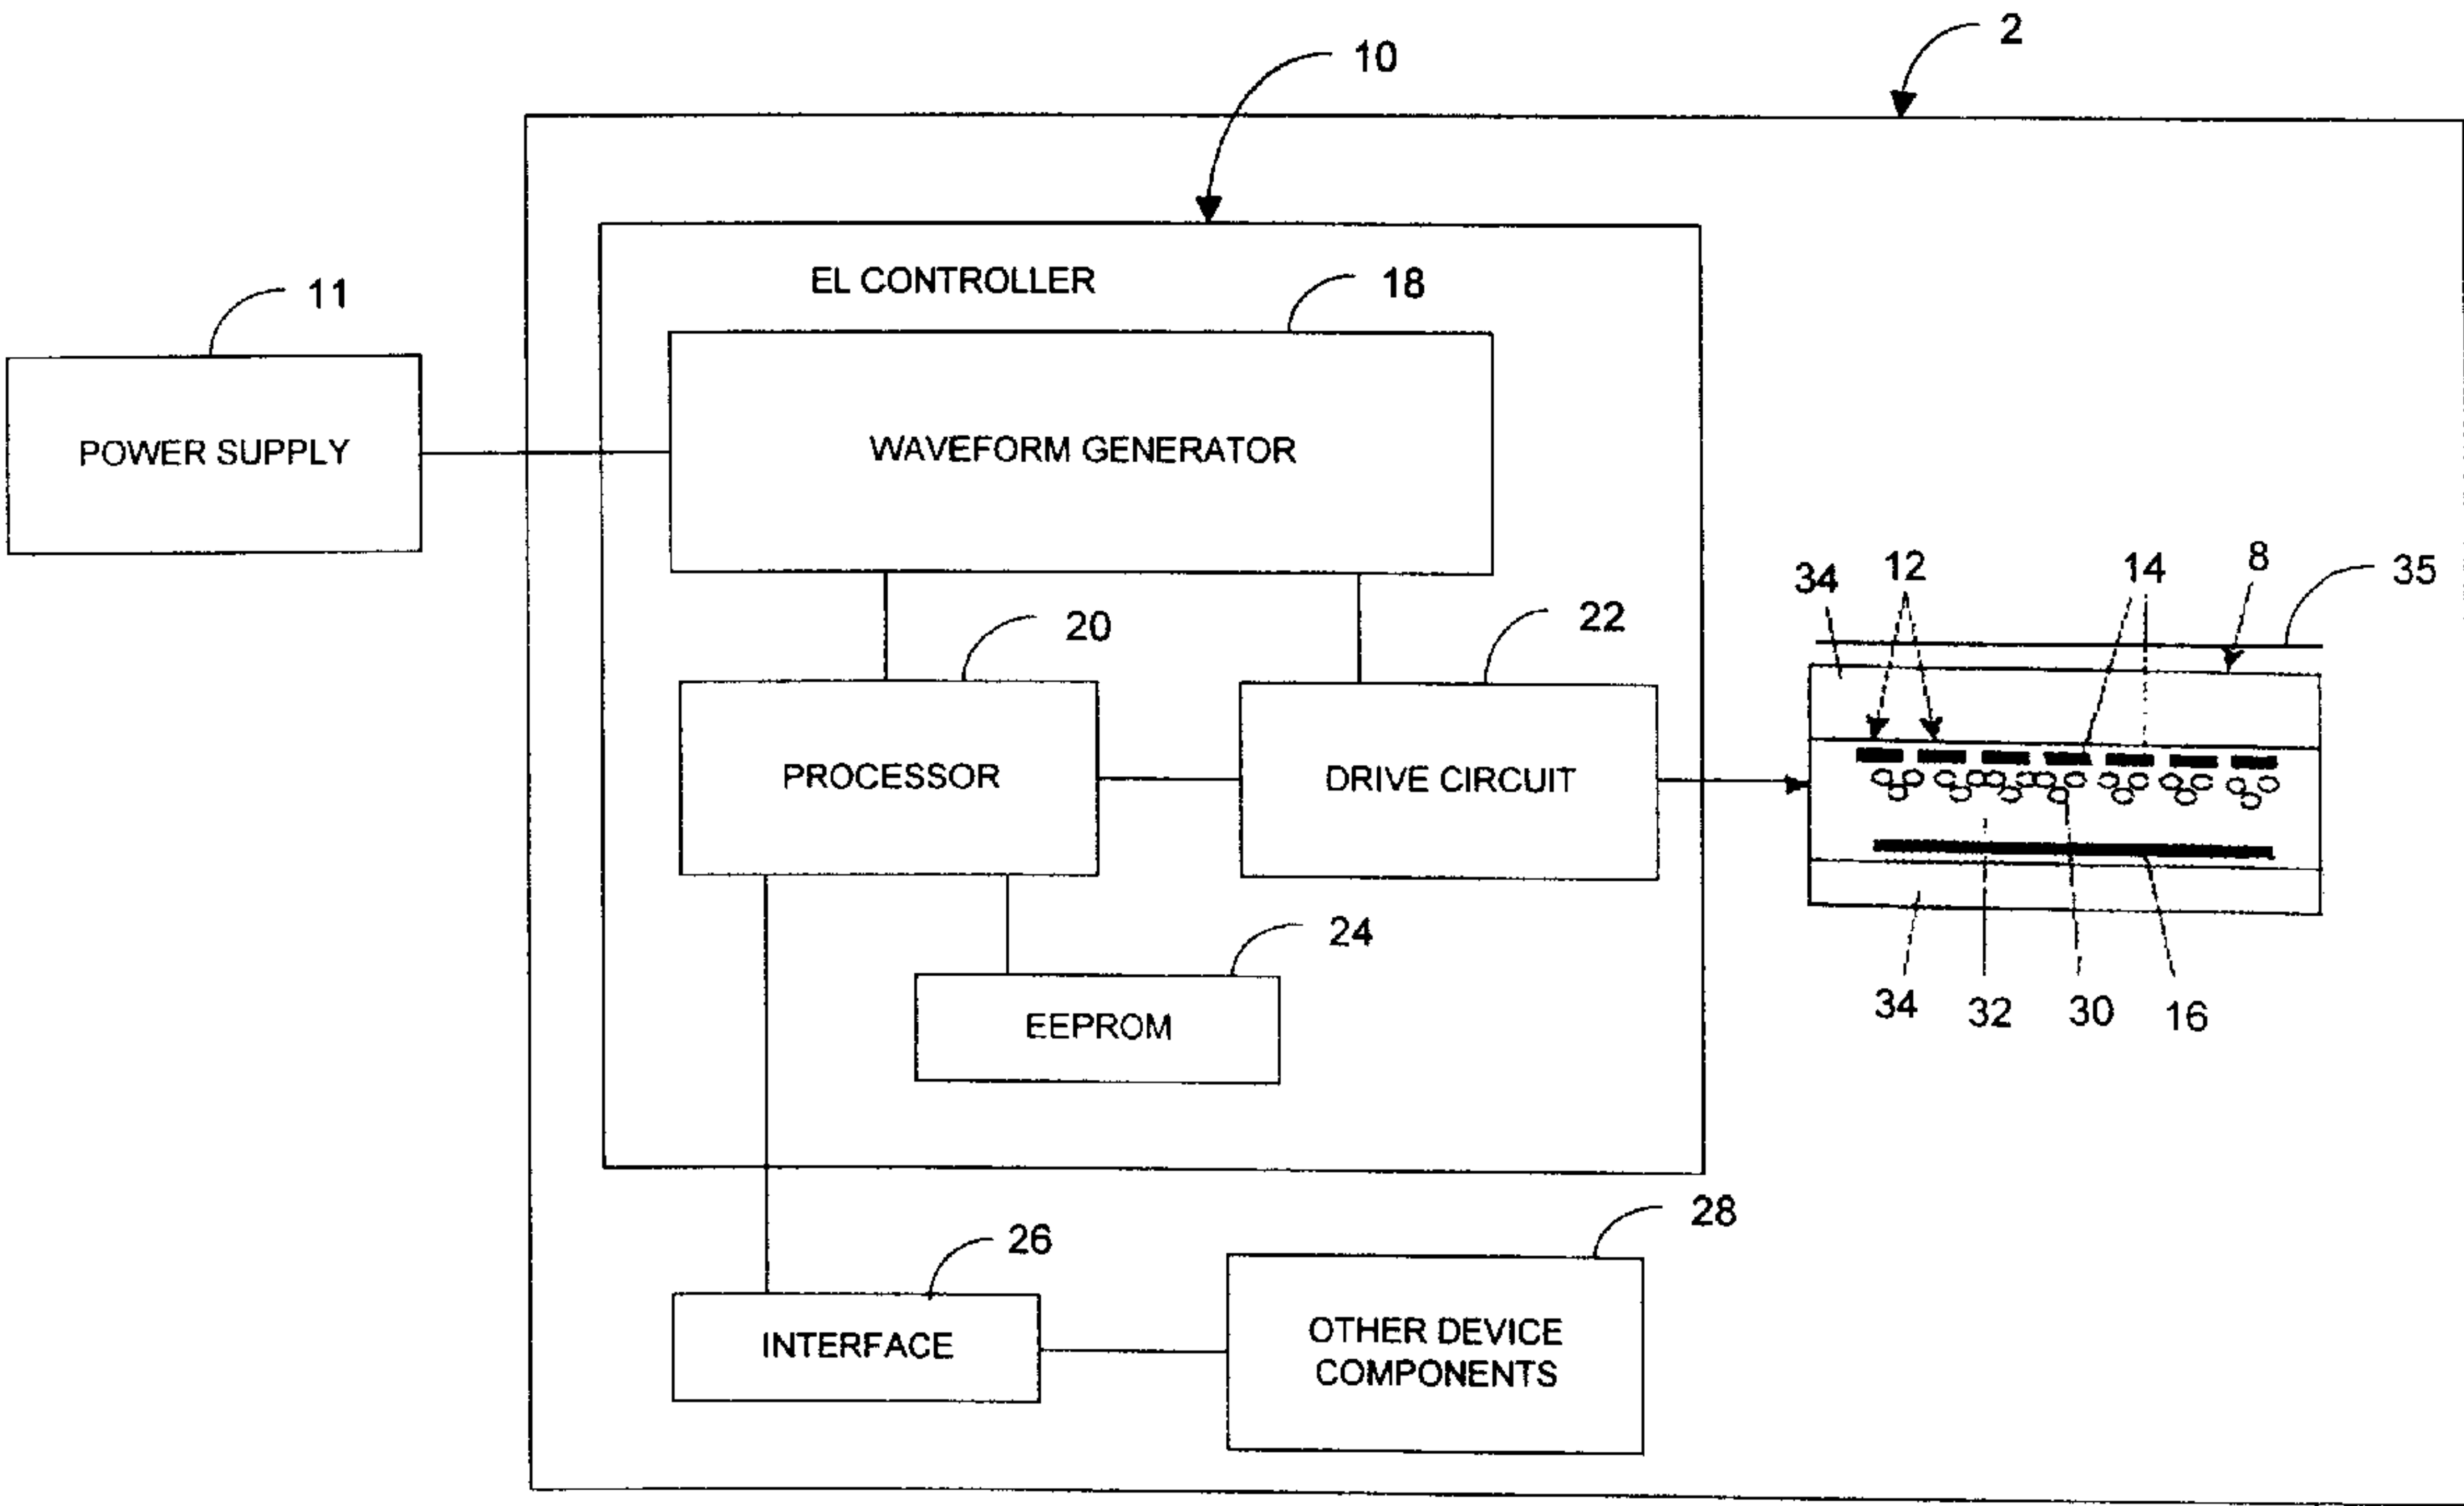 2
10
EL CONTROLLER
18
11
POWER SUPPLY
WAVEFORM GENERATOR
8
12
14
35
34
20
22
PROCESSOR
DRIVE CIRCUIT
24
EEPROM
34
32
30
16
28
26
INTERFACE
OTHER DEVICE
COMPONENTS